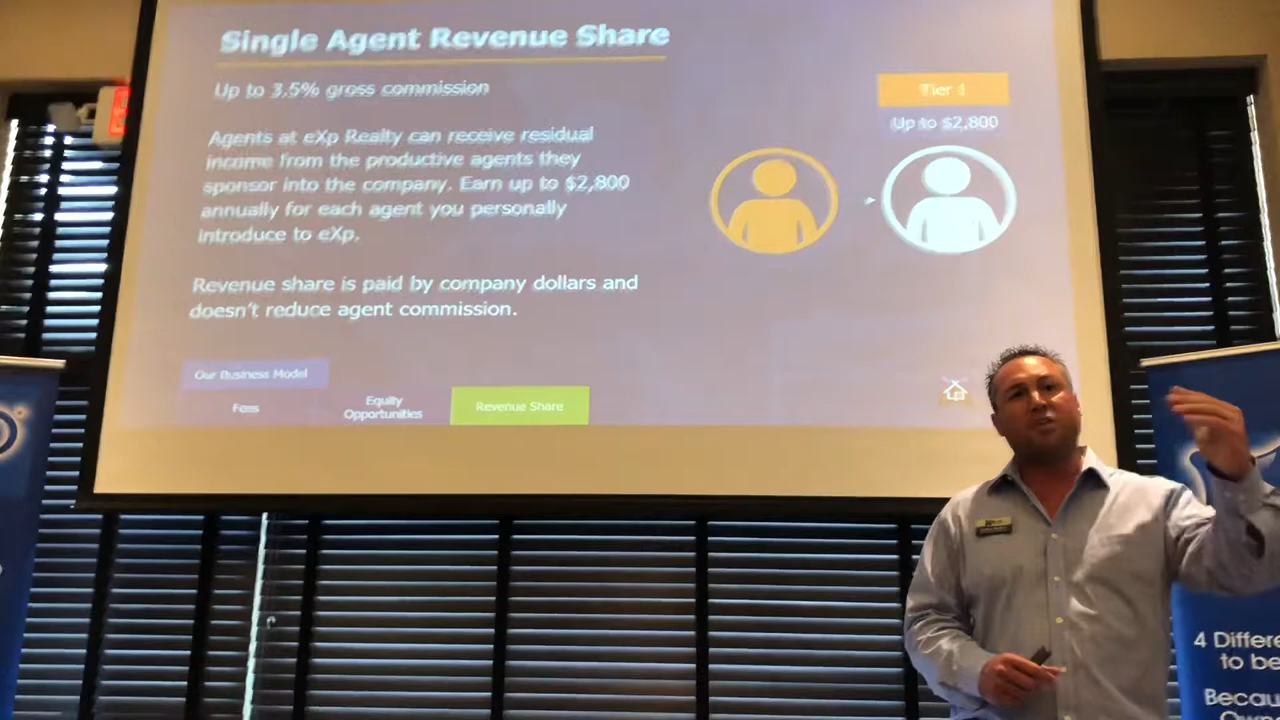 Single Agent Revenue Share
Up to 3.5% gross commission
Tier 1
Up to $2,800
Agents at eXp Realty can receive residual
income from the productive agents they
sponsor into the company. Earn up to $2,800
annually for each agent you personally
introduce to eXp.
Revenue share is paid by company dollars and
doesn't reduce agent commission.
Our Business Model
Fees
Equity
Opportunities
Revenue Share
4 Differe
to be
Becau